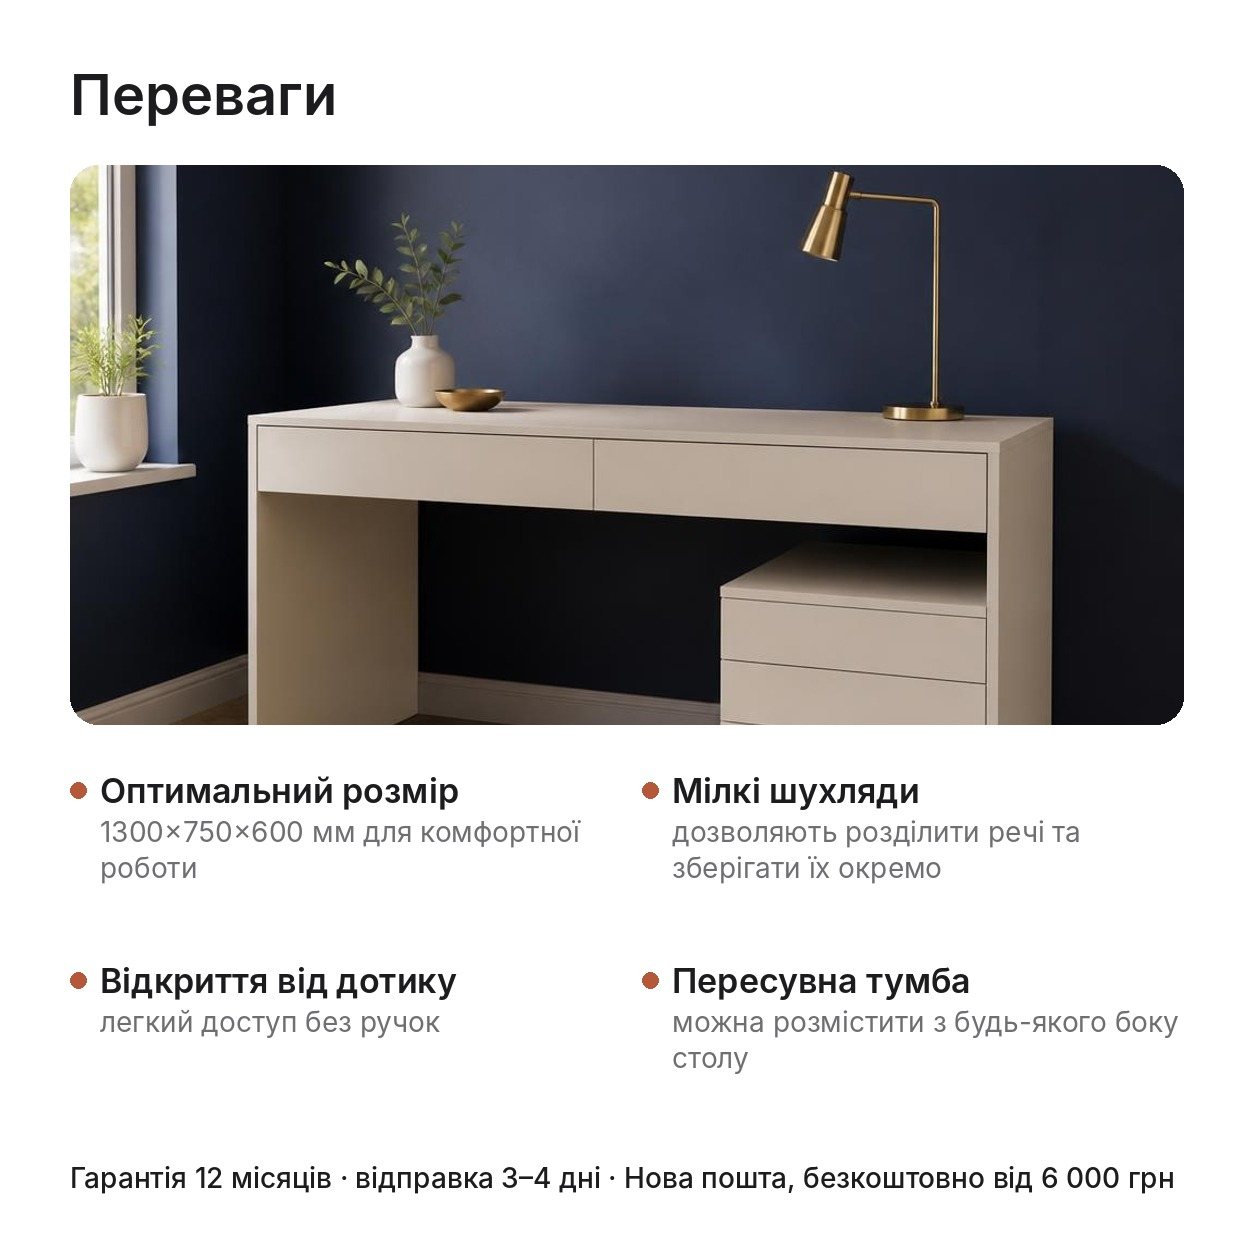 Переваги
Оптимальний розмір
1300×750×600 мм для комфортної
роботи
Мілкі шухляди
дозволяють розділити речі та
зберігати їх окремо
Відкриття від дотику
легкий доступ без ручок
Пересувна тумба
можна розмістити з будь-якого боку
столу
Гарантія 12 місяців · відправка 3–4 дні · Нова пошта, безкоштовно від 6 000 грн